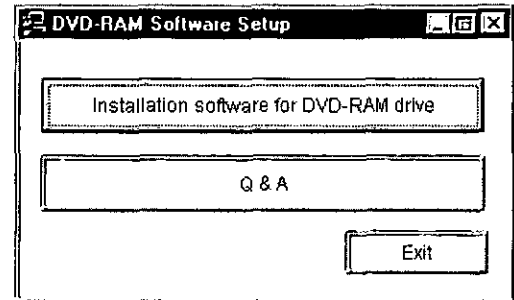 DVD-RAM Software Setup
Installation software for DVD-RAM drive
Q & A
Exit